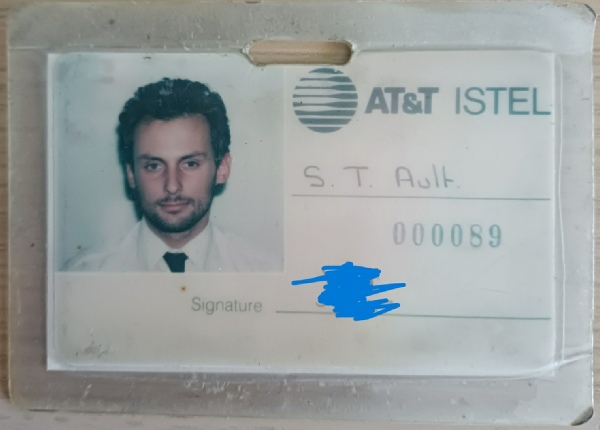 AT&T ISTEL
S. T. Ault.
000089
Signature